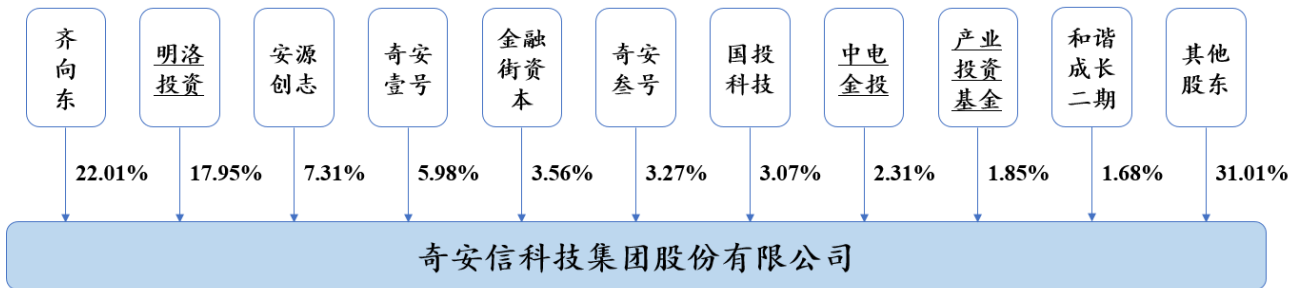 齐
向
东
明洛
投资
安源
创志
奇安
壹号
金融
街资
本
奇安
叁号
国投
科技
中电
金投
产业
投资
基金
和谐
成长
二期
其他
股东
22.01%
17.95%
7.31%
5.98%
3.56%
3.27%
3.07%
2.31%
1.85%
1.68%
31.01%
奇安信科技集团股份有限公司